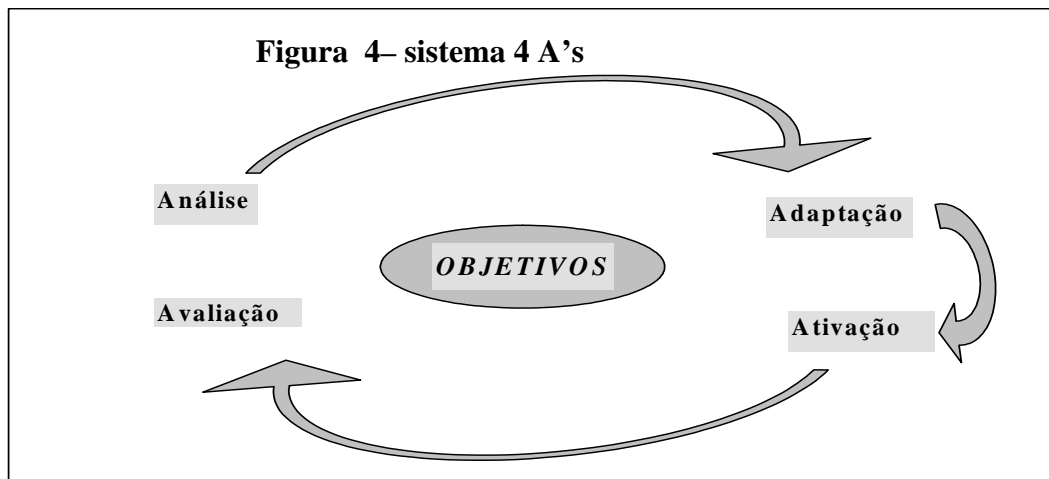 Figura 4– sistema 4 A's
Análise
Adaptação
OBJETIVOS
Avaliação
Ativação